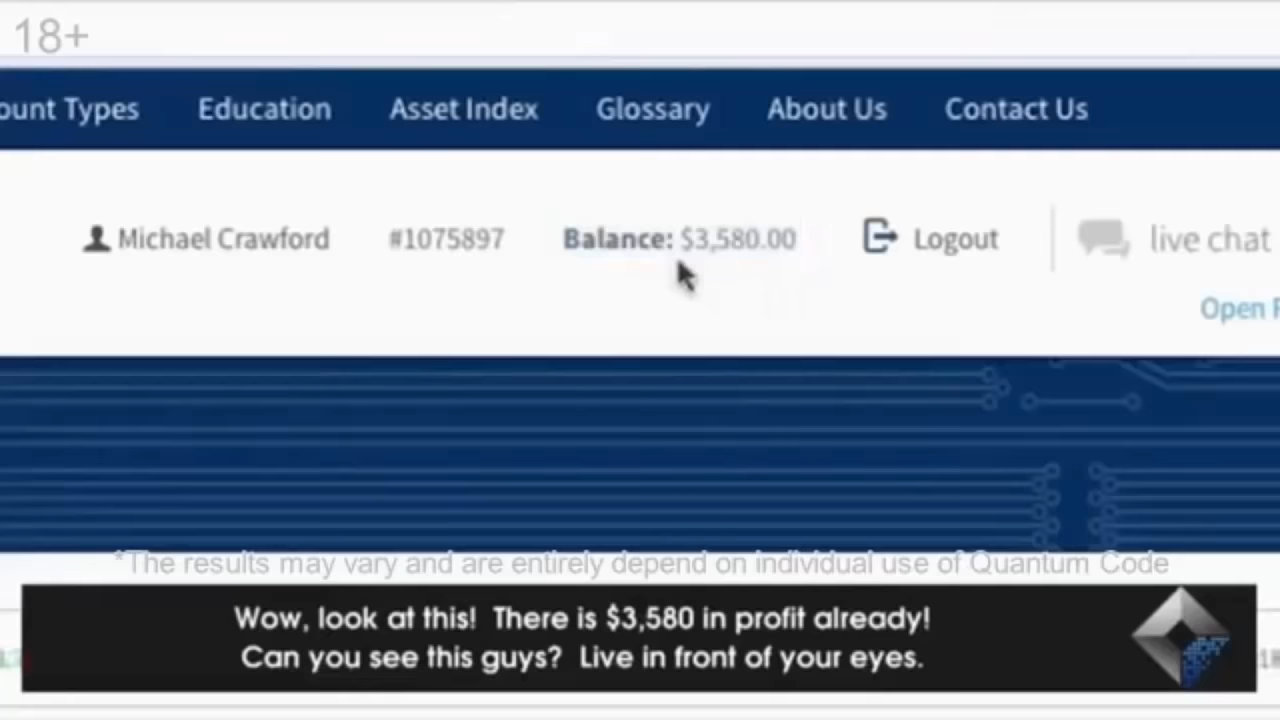 18+
ount Types Education Asset Index Glossary About Us Contact Us
Michael Crawford #1075897 Balance: $3,580.00 Logout live chat
Open
*The results may vary and are entirely depend on individual use of Quantum Code
Wow, look at this! There is $3,580 in profit already!
Can you see this guys? Live in front of your eyes.